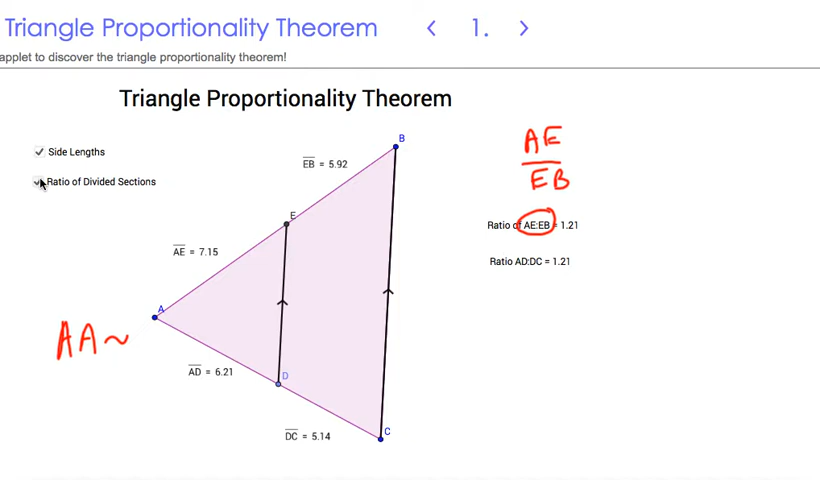 Triangle Proportionality Theorem < 1. >
applet to discover the triangle proportionality theorem!
Triangle Proportionality Theorem
Side Lengths
Ratio of Divided Sections
B
EB = 5.92
E
AE = 7.15
A
AD = 6.21
D
DC = 5.14
C
AA~
AE
EB
Ratio of AE:EB = 1.21
Ratio AD:DC = 1.21